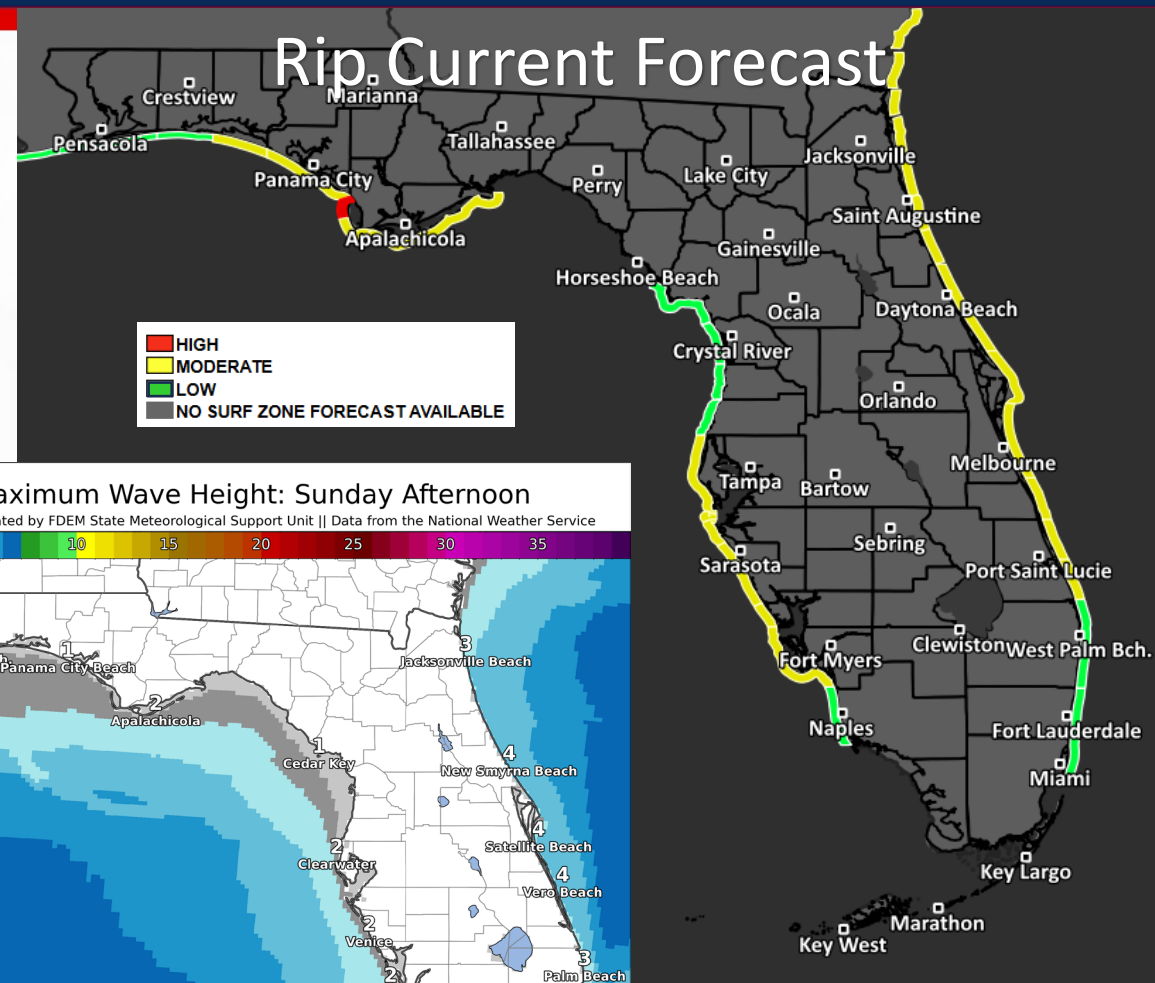 Rip Current Forecast
Crestview
Marianna
Pensacola
Tallahassee
Jacksonville
Panama City
Perry
Lake City
Saint Augustine
Apalachicola
Gainesville
Horseshoe Beach
Ocala
Daytona Beach
Crystal River
Orlando
Melbourne
Tampa
Bartow
Sebring
Sarasota
Port Saint Lucie
Clewiston
West Palm Bch.
Fort Myers
Naples
Fort Lauderdale
Miami
Key Largo
Marathon
Key West
HIGH
MODERATE
LOW
NO SURF ZONE FORECAST AVAILABLE
aximum Wave Height: Sunday Afternoon
ated by FDEM State Meteorological Support Unit || Data from the National Weather Service
10 15 20 25 30 35
3
Jacksonville Beach
1
Panama City Beach
2
Apalachicola
1
Cedar Key
4
New Smyrna Beach
4
Satellite Beach
2
Clearwater
4
Vero Beach
2
Venice
3
Palm Beach
2